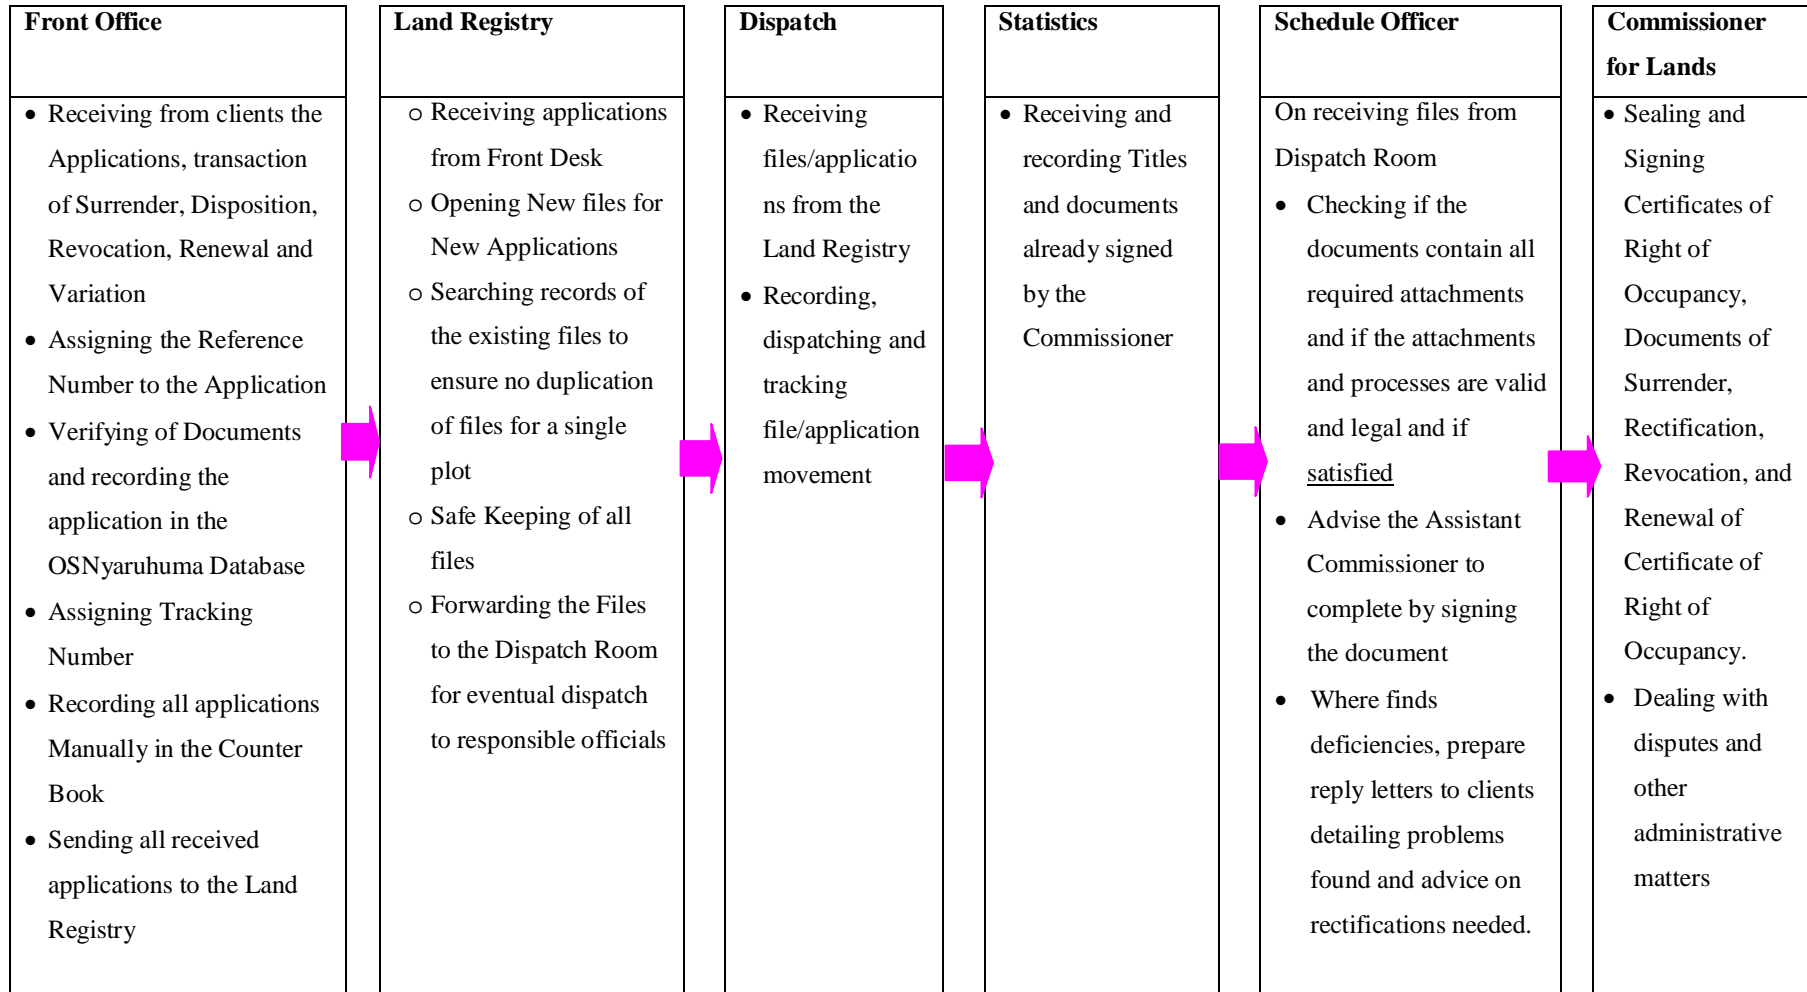 Front Office
• Receiving from clients the
Applications, transaction
of Surrender, Disposition,
Revocation, Renewal and
Variation
• Assigning the Reference
Number to the Application
• Verifying of Documents
and recording the
application in the
OSNyaruhuma Database
• Assigning Tracking
Number
• Recording all applications
Manually in the Counter
Book
• Sending all received
applications to the Land
Registry
Land Registry
o Receiving applications
from Front Desk
o Opening New files for
New Applications
o Searching records of
the existing files to
ensure no duplication
of files for a single
plot
o Safe Keeping of all
files
o Forwarding the Files
to the Dispatch Room
for eventual dispatch
to responsible officials
Dispatch
• Receiving
files/applicatio
ns from the
Land Registry
• Recording,
dispatching and
tracking
file/application
movement
Statistics
• Receiving and
recording Titles
and documents
already signed
by the
Commissioner
Schedule Officer
On receiving files from
Dispatch Room
• Checking if the
documents contain all
required attachments
and if the attachments
and processes are valid
and legal and if
satisfied
• Advise the Assistant
Commissioner to
complete by signing
the document
• Where finds
deficiencies, prepare
reply letters to clients
detailing problems
found and advice on
rectifications needed.
Commissioner
for Lands
• Sealing and
Signing
Certificates of
Right of
Occupancy,
Documents of
Surrender,
Rectification,
Revocation, and
Renewal of
Certificate of
Right of
Occupancy.
• Dealing with
disputes and
other
administrative
matters